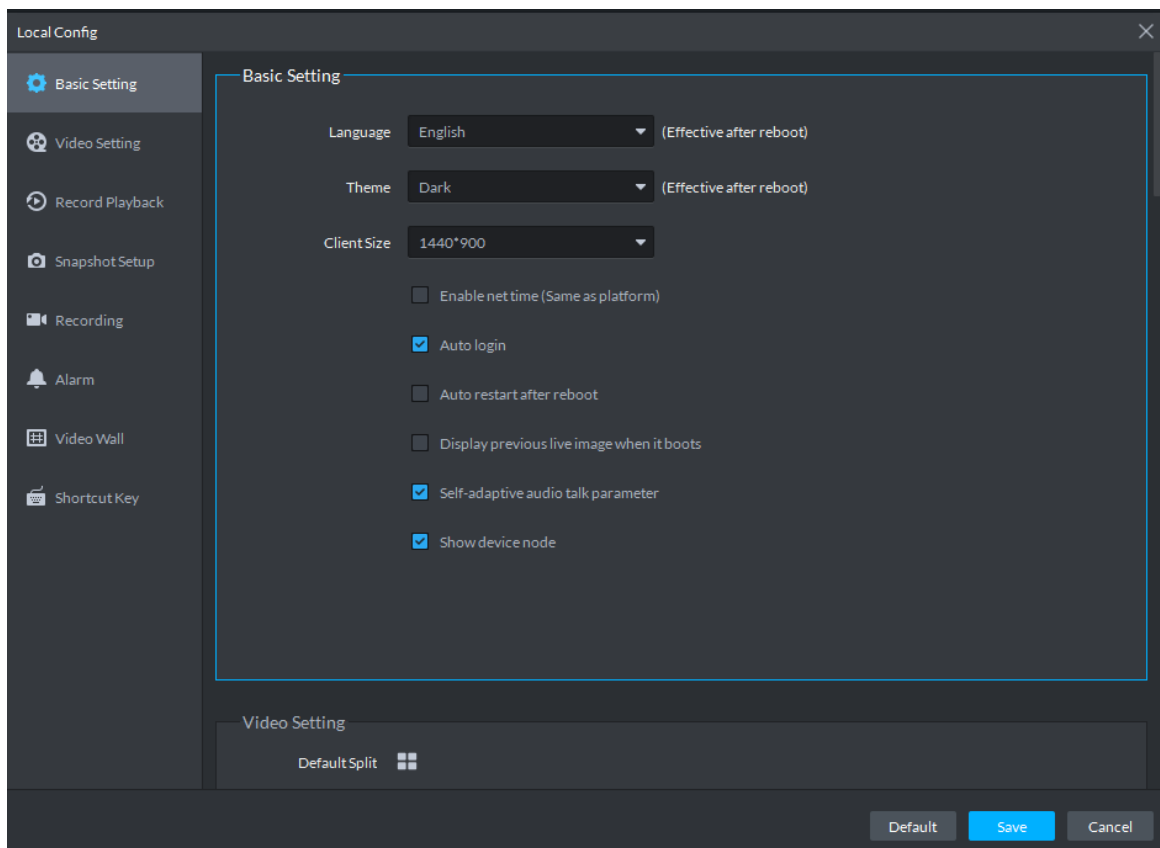 Local Config
Basic Setting
Video Setting
Record Playback
Snapshot Setup
Recording
Alarm
Video Wall
Shortcut Key
Basic Setting
Language English (Effective after reboot)
Theme Dark (Effective after reboot)
Client Size 1440*900
Enable net time (Same as platform)
Auto login
Auto restart after reboot
Display previous live image when it boots
Self-adaptive audio talk parameter
Show device node
Video Setting
Default Split
Default Save Cancel